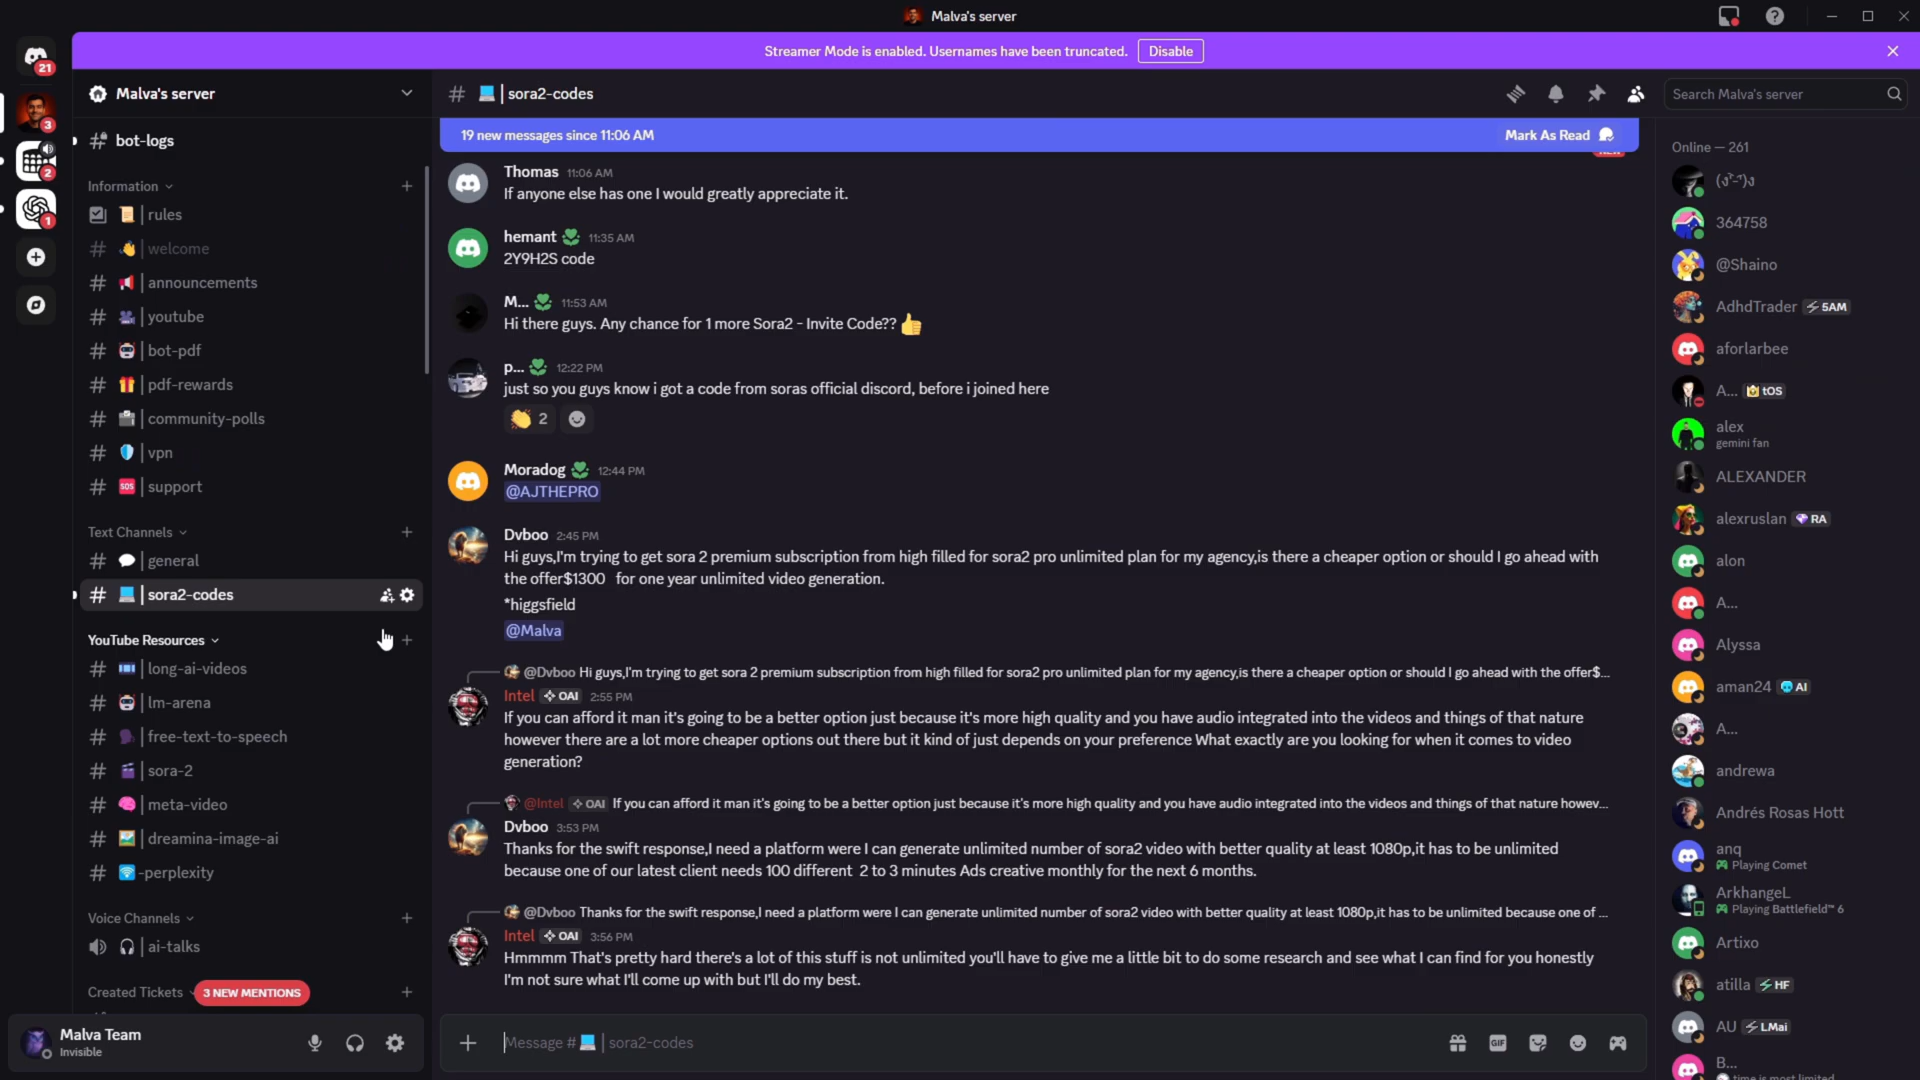 Malva's server
Streamer Mode is enabled. Usernames have been truncated. Disable
21
3
2
1
Malva's server
bot-logs
Information
rules
welcome
announcements
youtube
bot-pdf
pdf-rewards
community-polls
vpn
SOS support
Text Channels
general
sora2-codes
YouTube Resources
long-ai-videos
lm-arena
free-text-to-speech
sora-2
meta-video
dreamina-image-ai
-perplexity
Voice Channels
ai-talks
Created Tickets
3 NEW MENTIONS
Malva Team
Invisible
# | sora2-codes
19 new messages since 11:06 AM
Mark As Read
Thomas 11:06 AM
If anyone else has one I would greatly appreciate it.
hemant 11:35 AM
2Y9H2S code
M... 11:53 AM
Hi there guys. Any chance for 1 more Sora2 - Invite Code??
p... 12:22 PM
just so you guys know i got a code from soras official discord, before i joined here
2
Moradog 12:44 PM
@AJTHEPRO
Dvboo 2:45 PM
Hi guys,I'm trying to get sora 2 premium subscription from high filled for sora2 pro unlimited plan for my agency,is there a cheaper option or should I go ahead with
the offer$1300 for one year unlimited video generation.
*higgsfield
@Malva
@Dvboo Hi guys,I'm trying to get sora 2 premium subscription from high filled for sora2 pro unlimited plan for my agency,is there a cheaper option or should I go ahead with the offer$...
Intel OAI 2:55 PM
If you can afford it man it's going to be a better option just because it's more high quality and you have audio integrated into the videos and things of that nature
however there are a lot more cheaper options out there but it kind of just depends on your preference What exactly are you looking for when it comes to video
generation?
@Intel OAI If you can afford it man it's going to be a better option just because it's more high quality and you have audio integrated into the videos and things of that nature howev...
Dvboo 3:53 PM
Thanks for the swift response,I need a platform were I can generate unlimited number of sora2 video with better quality at least 1080p,it has to be unlimited
because one of our latest client needs 100 different 2 to 3 minutes Ads creative monthly for the next 6 months.
@Dvboo Thanks for the swift response,I need a platform were I can generate unlimited number of sora2 video with better quality at least 1080p,it has to be unlimited because one of ...
Intel OAI 3:56 PM
Hmmmm That's pretty hard there's a lot of this stuff is not unlimited you'll have to give me a little bit to do some research and see what I can find for you honestly
I'm not sure what I'll come up with but I'll do my best.
Message # | sora2-codes
GIF
Search Malva's server
Online — 261
364758
@Shaino
AdhdTrader 5AM
aforlarbee
A... tOS
alex
gemini fan
ALEXANDER
alexruslan RA
alon
A...
Alyssa
aman24 AI
A...
andrewa
Andrés Rosas Hott
anq
Playing Comet
ArkhangeL
Playing Battlefield™ 6
Artixo
atilla HF
AU LMai
B...
time is most limited